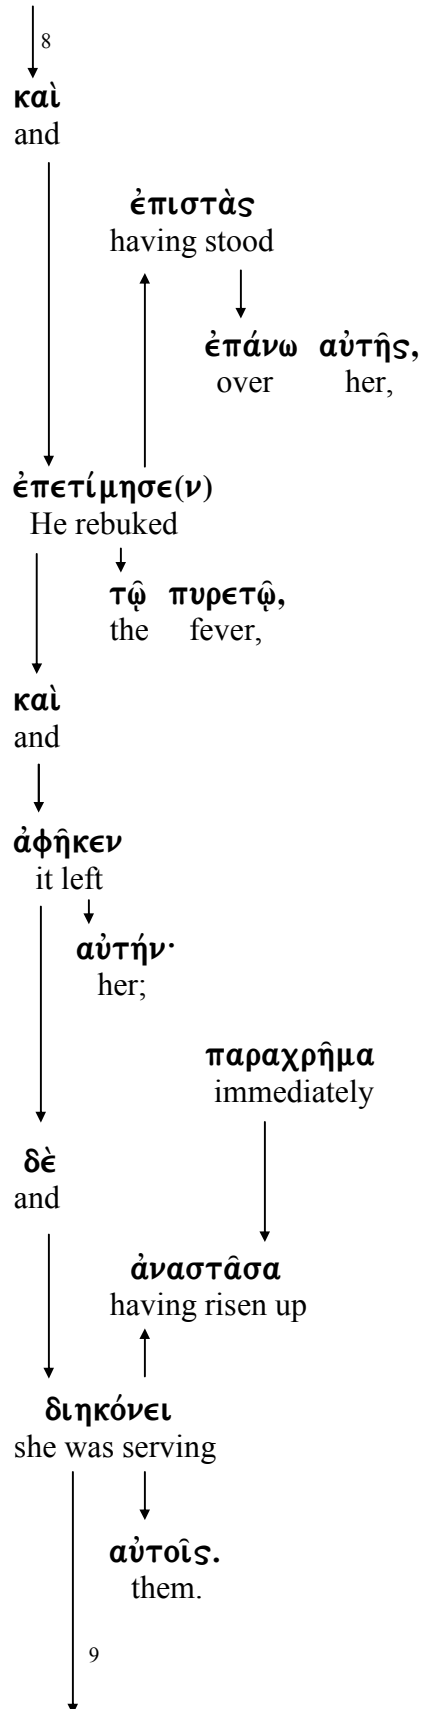 8
καὶ
and
ἐπιστὰς
having stood
ἐπάνω αὐτῆς,
over her,
ἐπετίμησε(ν)
He rebuked
τῷ πυρετῷ,
the fever,
καὶ
and
ἀφῆκεν
it left
αὐτήν·
her;
παραχρῆμα
immediately
δὲ
and
ἀναστᾶσα
having risen up
διηκόνει
she was serving
αὐτοῖς.
them.
9